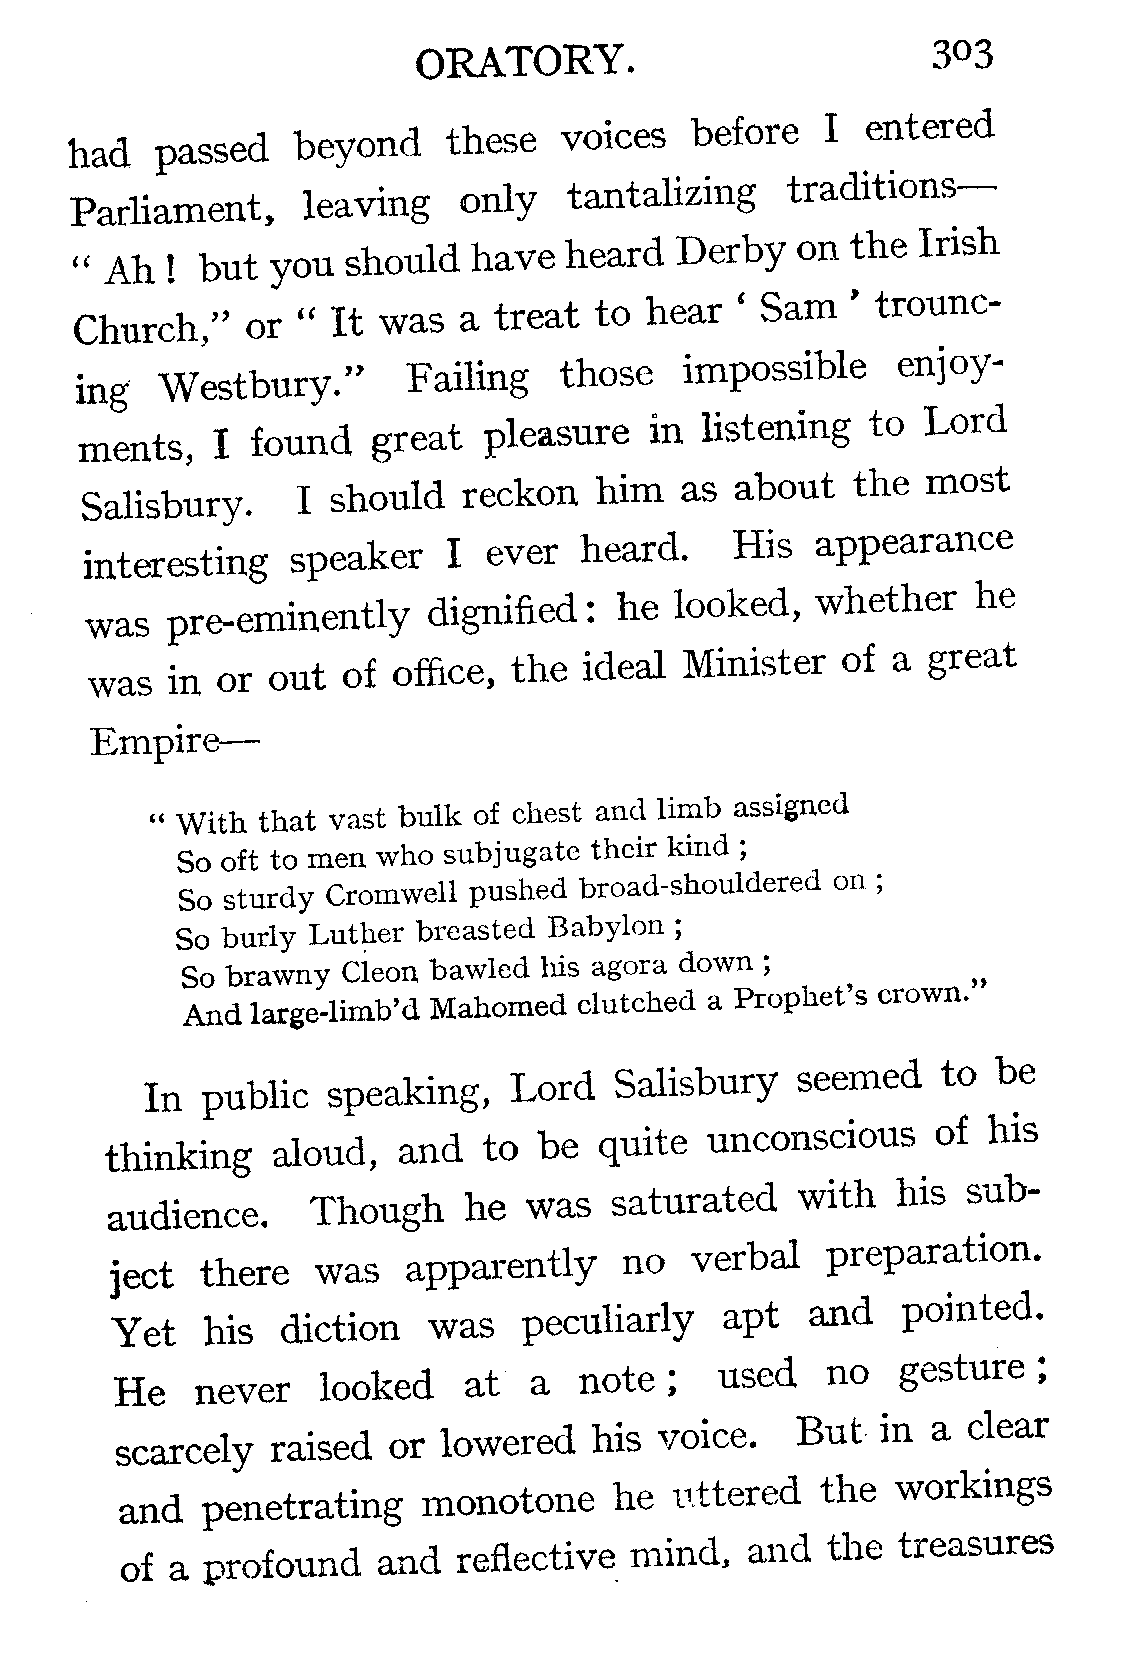 ORATORY. 303
had passed beyond these voices before I entered
Parliament, leaving only tantalizing traditions—
“ Ah ! but you should have heard Derby on the Irish
Church,” or “ It was a treat to hear ‘ Sam ’ trounc-
ing Westbury.” Failing those impossible enjoy-
ments, I found great pleasure in listening to Lord
Salisbury. I should reckon him as about the most
interesting speaker I ever heard. His appearance
was pre-eminently dignified : he looked, whether he
was in or out of office, the ideal Minister of a great
Empire—
“ With that vast bulk of chest and limb assigned
So oft to men who subjugate their kind ;
So sturdy Cromwell pushed broad-shouldered on ;
So burly Luther breasted Babylon ;
So brawny Cleon bawled his agora down ;
And large-limb’d Mahomed clutched a Prophet’s crown.”
In public speaking, Lord Salisbury seemed to be
thinking aloud, and to be quite unconscious of his
audience. Though he was saturated with his sub-
ject there was apparently no verbal preparation.
Yet his diction was peculiarly apt and pointed.
He never looked at a note ; used no gesture ;
scarcely raised or lowered his voice. But in a clear
and penetrating monotone he uttered the workings
of a profound and reflective mind, and the treasures